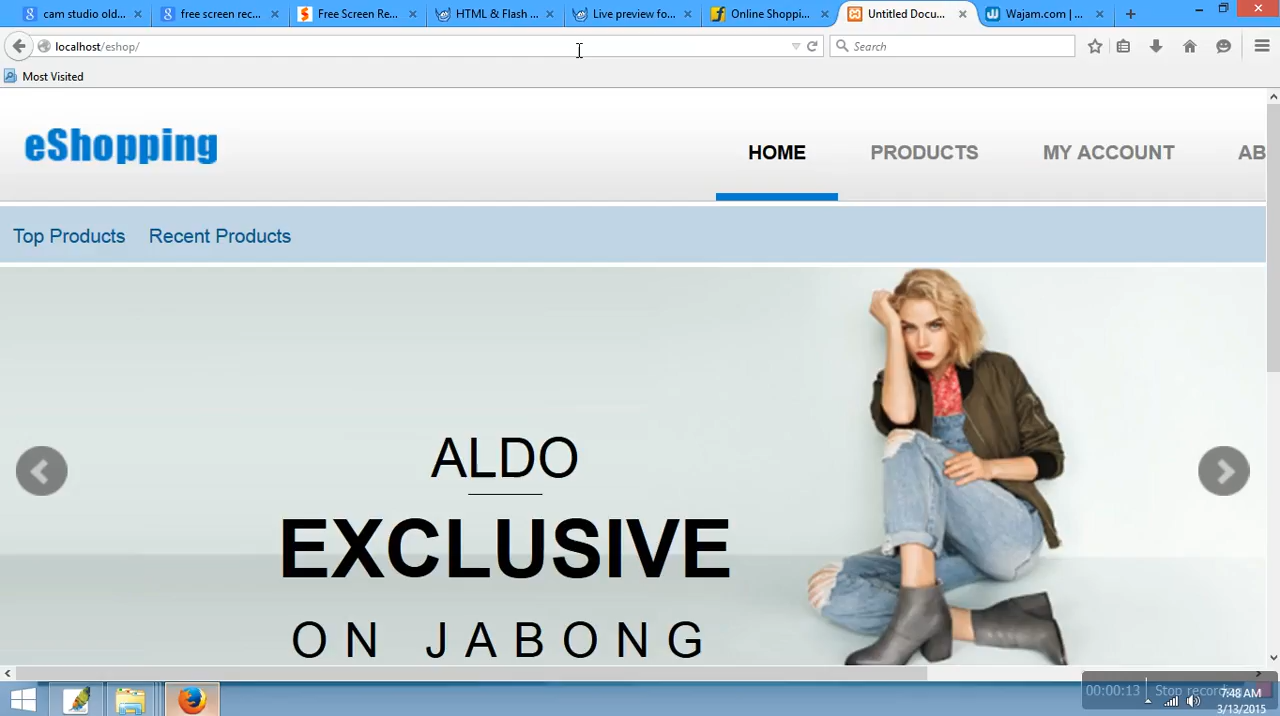 cam studio old...
free screen rec...
Free Screen Re...
HTML & Flash ...
Live preview fo...
Online Shoppi...
Untitled Docu...
Wajam.com | ...
localhost/eshop/
Search
Most Visited
eShopping
HOME
PRODUCTS
MY ACCOUNT
AB
Top Products
Recent Products
ALDO
EXCLUSIVE
ON JABONG
00:00:13
Stop recording
7:48 AM
3/13/2015